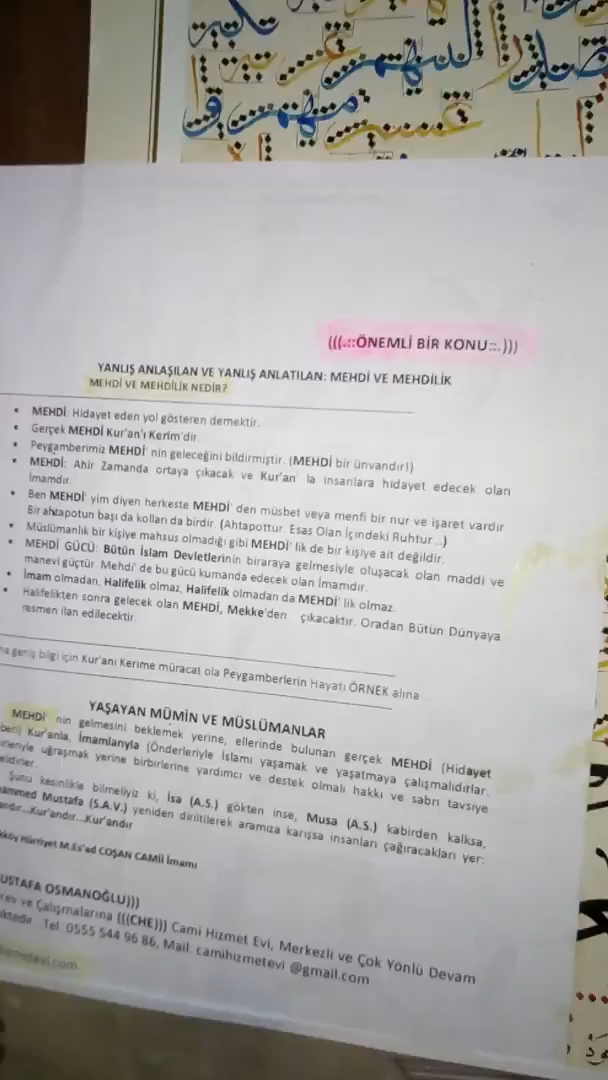 (((.::ÖNEMLİ BİR KONU::.)))
YANLIŞ ANLAŞILAN VE YANLIŞ ANLATILAN: MEHDİ VE MEHDİLİK
MEHDİ VE MEHDİLİK NEDİR?
• MEHDİ: Hidayet eden yol gösteren demektir.
• Gerçek MEHDİ Kur'an'ı Kerim'dir.
• Peygamberimiz MEHDİ' nin geleceğini bildirmiştir. (MEHDİ bir ünvandır!)
• MEHDİ: Ahir Zamanda ortaya çıkacak ve Kur'an' la insanlara hidayet edecek olan
İmamdır.
• Ben MEHDİ' yim diyen herkeste MEHDİ' den müsbet veya menfi bir nur ve işaret vardır
Bir ahtapotun başı da kolları da birdir. (Ahtapottur. Esas Olan İçindeki Ruhtur ..)
• Müslümanlık bir kişiye mahsus olmadığı gibi MEHDİ' lik de bir kişiye ait değildir.
• MEHDİ GÜCÜ: Bütün İslam Devletlerinin biraraya gelmesiyle oluşacak olan maddi ve
manevi güçtür. Mehdi' de bu gücü kumanda edecek olan İmamdır.
• İmam olmadan, Halifelik olmaz, Halifelik olmadan da MEHDİ' lik olmaz.
• Halifelikten sonra gelecek olan MEHDİ, Mekke'den çıkacaktır. Oradan Bütün Dünyaya
resmen ilan edilecektir.
ha geniş bilgi için Kur'anı Kerime müracat ola Peygamberlerin Hayatı ÖRNEK alına
YAŞAYAN MÜMİN VE MÜSLÜMANLAR
MEHDİ' nin gelmesini beklemek yerine, ellerinde bulunan gerçek MEHDİ (Hidayet
beri) Kur'anla, İmamlarıyla (Önderleriyle İslamı yaşamak ve yaşatmaya çalışmalıdırlar.
irleriyle uğraşmak yerine birbirlerine yardımcı ve destek olmalı hakkı ve sabrı tavsiye
elidirler.
Şunu kesinlikle bilmeliyiz ki, İsa (A.S.) gökten inse, Musa (A.S.) kabirden kalksa,
ammed Mustafa (S.A.V.) yeniden diriltilerek aramıza karışsa insanları çağıracakları yer:
andır...Kur'andır...Kur'andır
kköy Hürriyet M.Es'ad COŞAN CAMİİ İmamı
USTAFA OSMANOĞLU)))
rev ve Çalışmalarına (((CHE))) Cami Hizmet Evi, Merkezli ve Çok Yönlü Devam
ktedir. Tel: 0555 544 96 86, Mail: camihizmetevi @gmail.com
hizmetevi.com